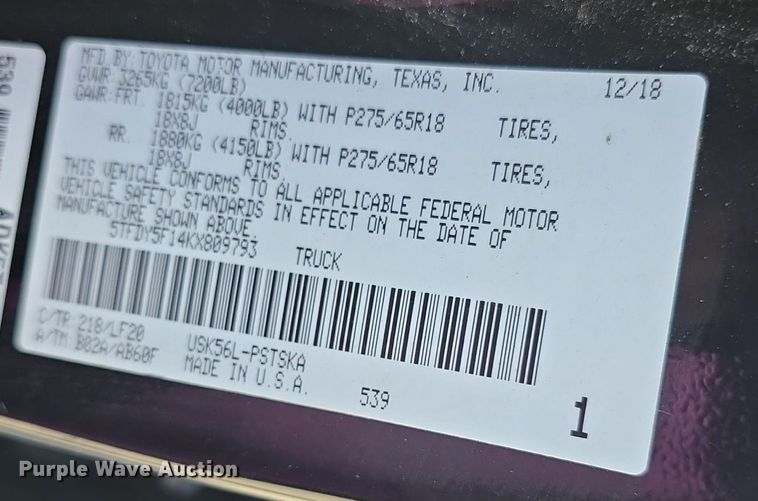 MFD.BY:TOYOTA MOTOR MANUFACTURING, TEXAS, INC. 12/18
GVWR:3265KG (7200LB)
GAWR:FRT. 1815KG (4000LB) WITH P275/65R18 TIRES,
18X8J RIMS.
RR. 1880KG (4150LB) WITH P275/65R18 TIRES,
18X8J RIMS.
THIS VEHICLE CONFORMS TO ALL APPLICABLE FEDERAL MOTOR
VEHICLE SAFETY STANDARDS IN EFFECT ON THE DATE OF
MANUFACTURE SHOWN ABOVE.
5TFDY5F14KX809793 TRUCK
C/TR:218/LF20 USK56L-PSTSKA
A/TM:B02A/AB60F MADE IN U.S.A.
539 1
539
Purple Wave Auction